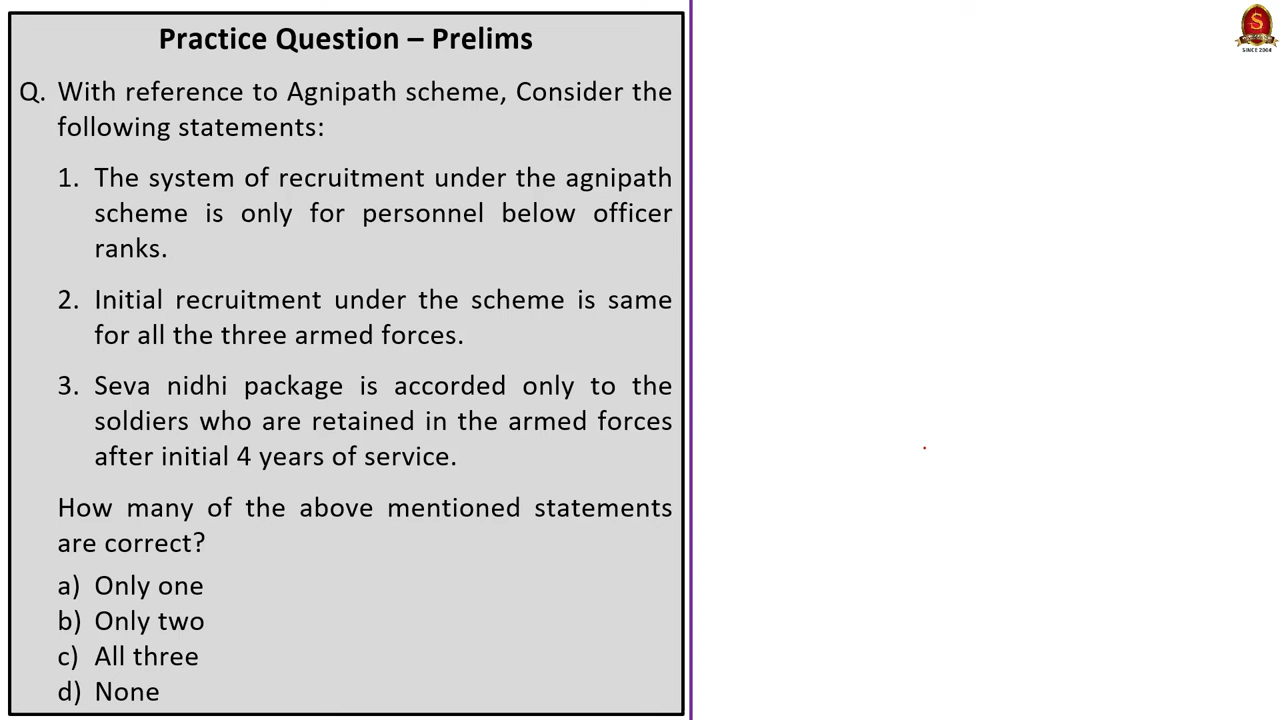 Practice Question – Prelims
Q. With reference to Agnipath scheme, Consider the
following statements:
1. The system of recruitment under the agnipath
scheme is only for personnel below officer
ranks.
2. Initial recruitment under the scheme is same
for all the three armed forces.
3. Seva nidhi package is accorded only to the
soldiers who are retained in the armed forces
after initial 4 years of service.
How many of the above mentioned statements
are correct?
a) Only one
b) Only two
c) All three
d) None
S
SINCE 2004